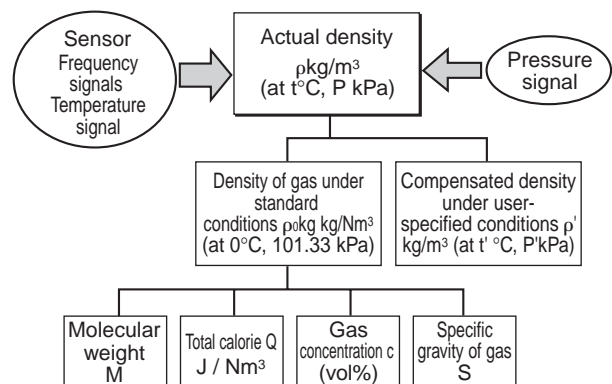 Sensor
Frequency
signals
Temperature
signal
Actual density
ρkg/m³
(at t°C, P kPa)
Pressure
signal
Density of gas under
standard
conditions ρ₀kg kg/Nm³
(at 0°C, 101.33 kPa)
Compensated density
under user-
specified conditions ρ'
kg/m³ (at t' °C, P'kPa)
Molecular
weight
M
Total calorie Q
J / Nm³
Gas
concentration c
(vol%)
Specific
gravity of gas
S